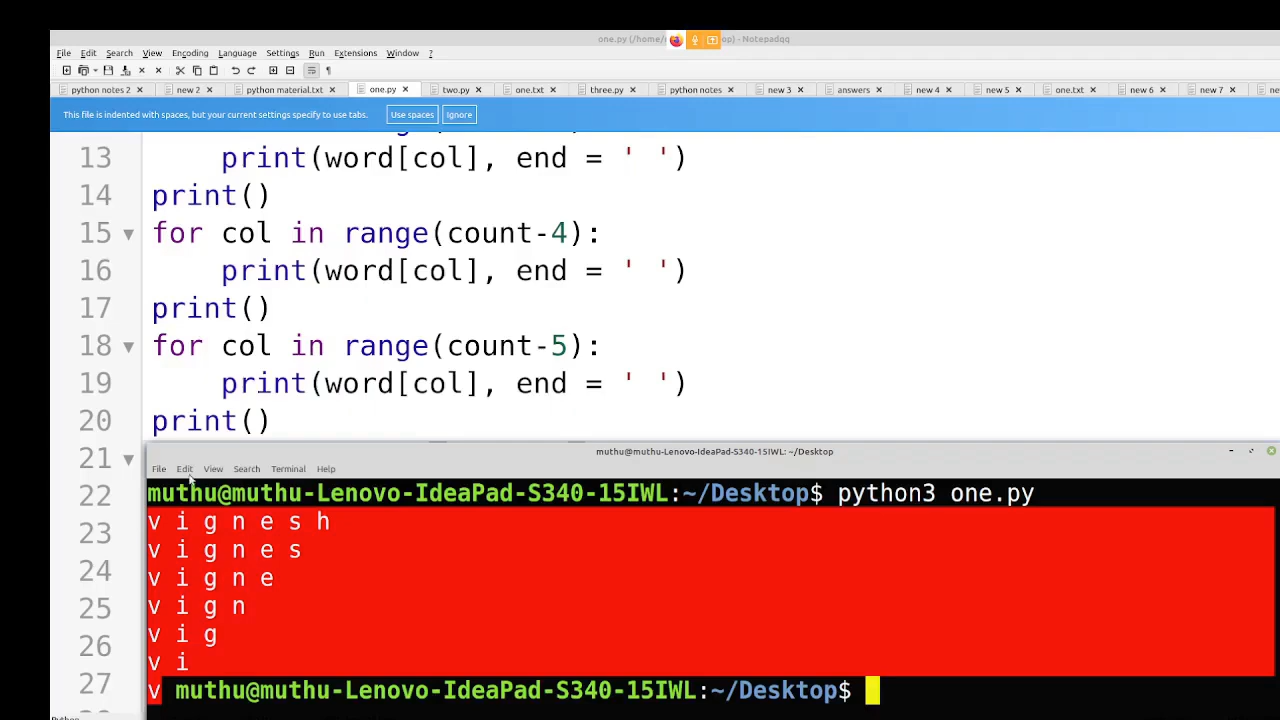 one.py (/home/ op) - Notepadqq
File Edit Search View Encoding Language Settings Run Extensions Window ?
python notes 2 new 2 python material.txt one.py two.py one.txt three.py python notes new 3 answers new 4 new 5 one.txt new 6 new 7
This file is indented with spaces, but your current settings specify to use tabs. Use spaces Ignore
13 print(word[col], end = ' ')
14 print()
15 for col in range(count-4):
16 print(word[col], end = ' ')
17 print()
18 for col in range(count-5):
19 print(word[col], end = ' ')
20 print()
21
22
23
24
25
26
27
muthu@muthu-Lenovo-IdeaPad-S340-15IWL: ~/Desktop
File Edit View Search Terminal Help
muthu@muthu-Lenovo-IdeaPad-S340-15IWL:~/Desktop$ python3 one.py
v i g n e s h
v i g n e s
v i g n e
v i g n
v i g
v i
v muthu@muthu-Lenovo-IdeaPad-S340-15IWL:~/Desktop$